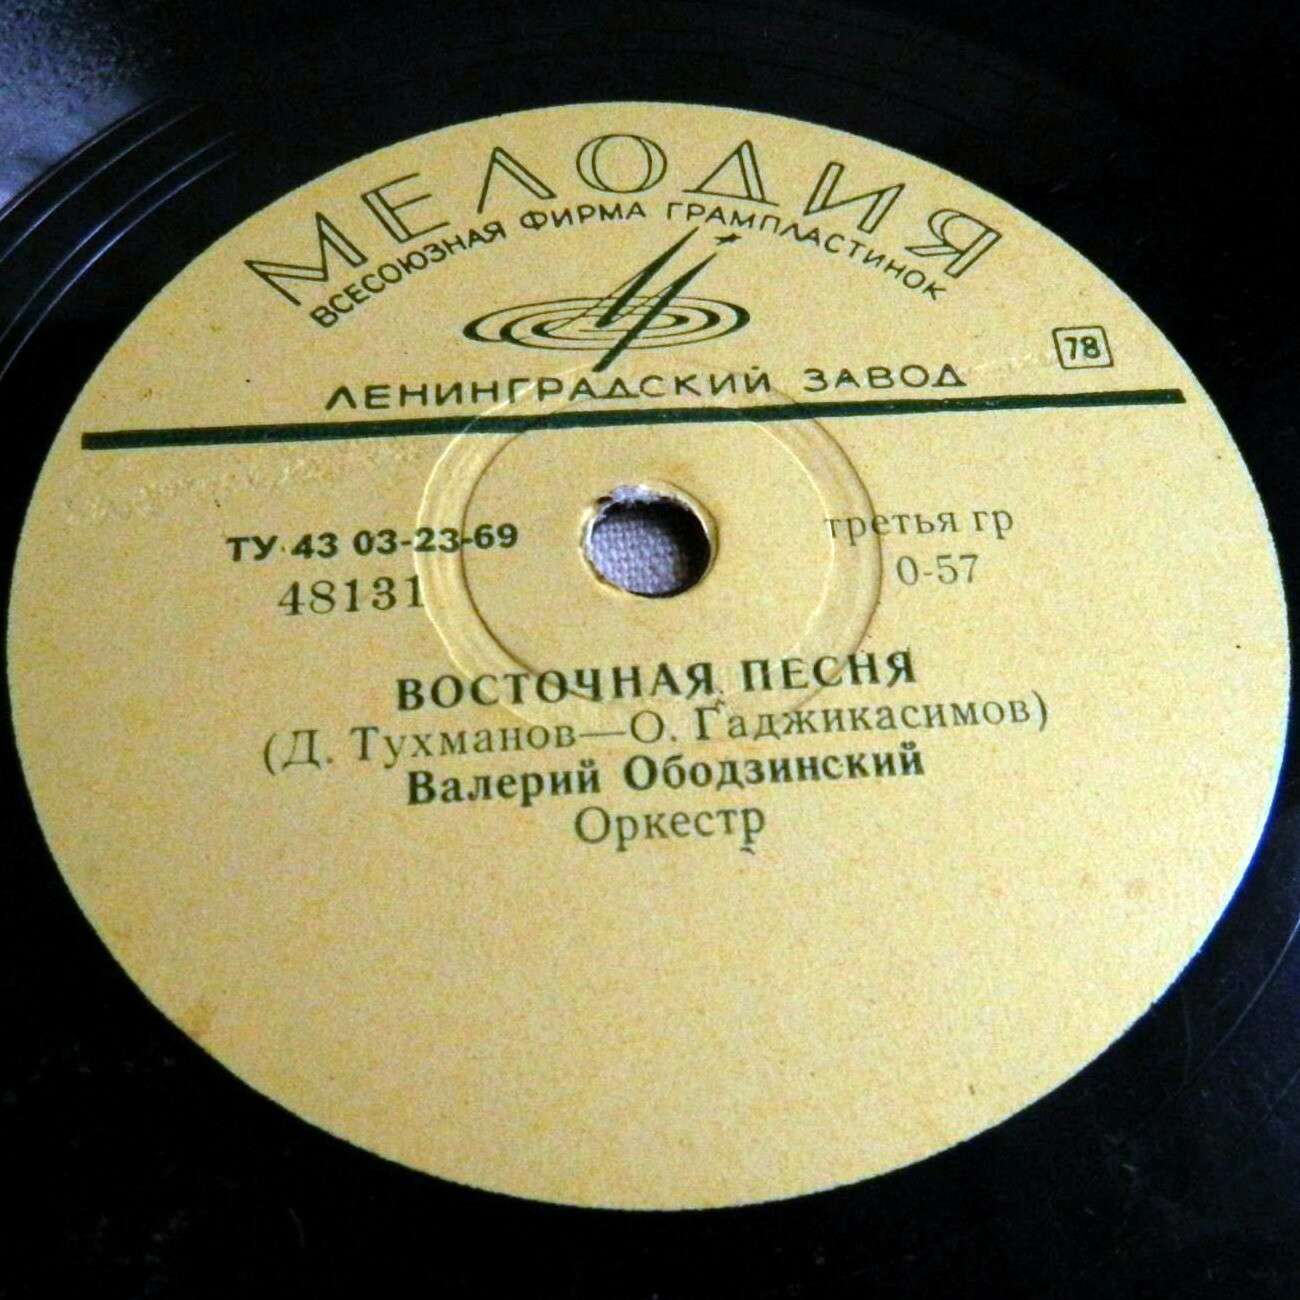 МЕЛОДИЯ
ВСЕСОЮЗНАЯ ФИРМА ГРАМПЛАСТИНОК
78
ЛЕНИНГРАДСКИЙ ЗАВОД
ТУ 43 03-23-69
третья гр
48131
0-57
ВОСТОЧНАЯ ПЕСНЯ
(Д. Тухманов—О. Гаджикасимов)
Валерий Ободзинский
Оркестр